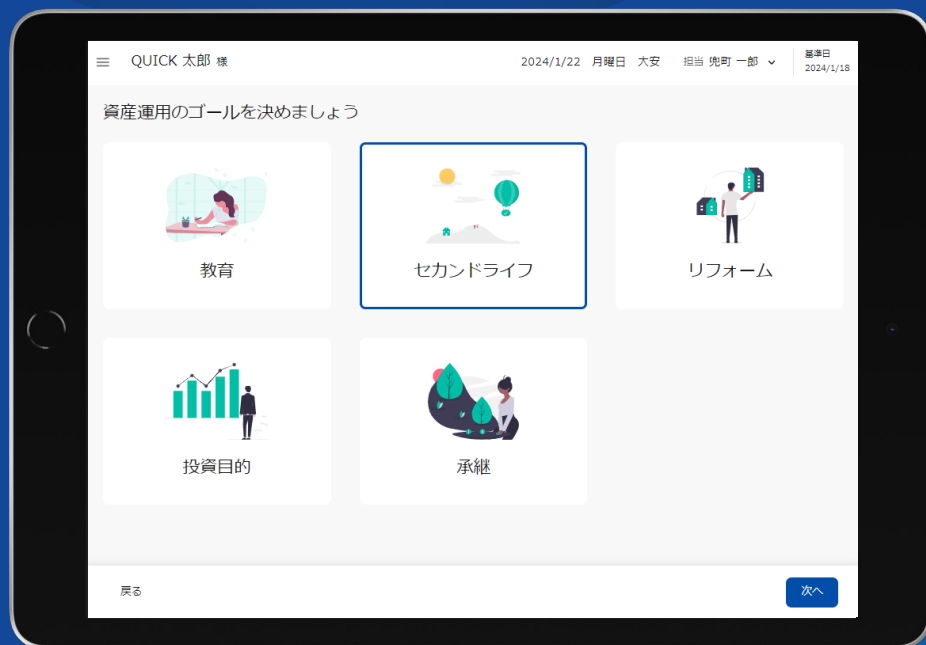 QUICK 太郎 様
2024/1/22 月曜日 大安 担当 兜町 一郎
基準日
2024/1/18
資産運用のゴールを決めましょう
教育
セカンドライフ
リフォーム
投資目的
承継
戻る
次へ